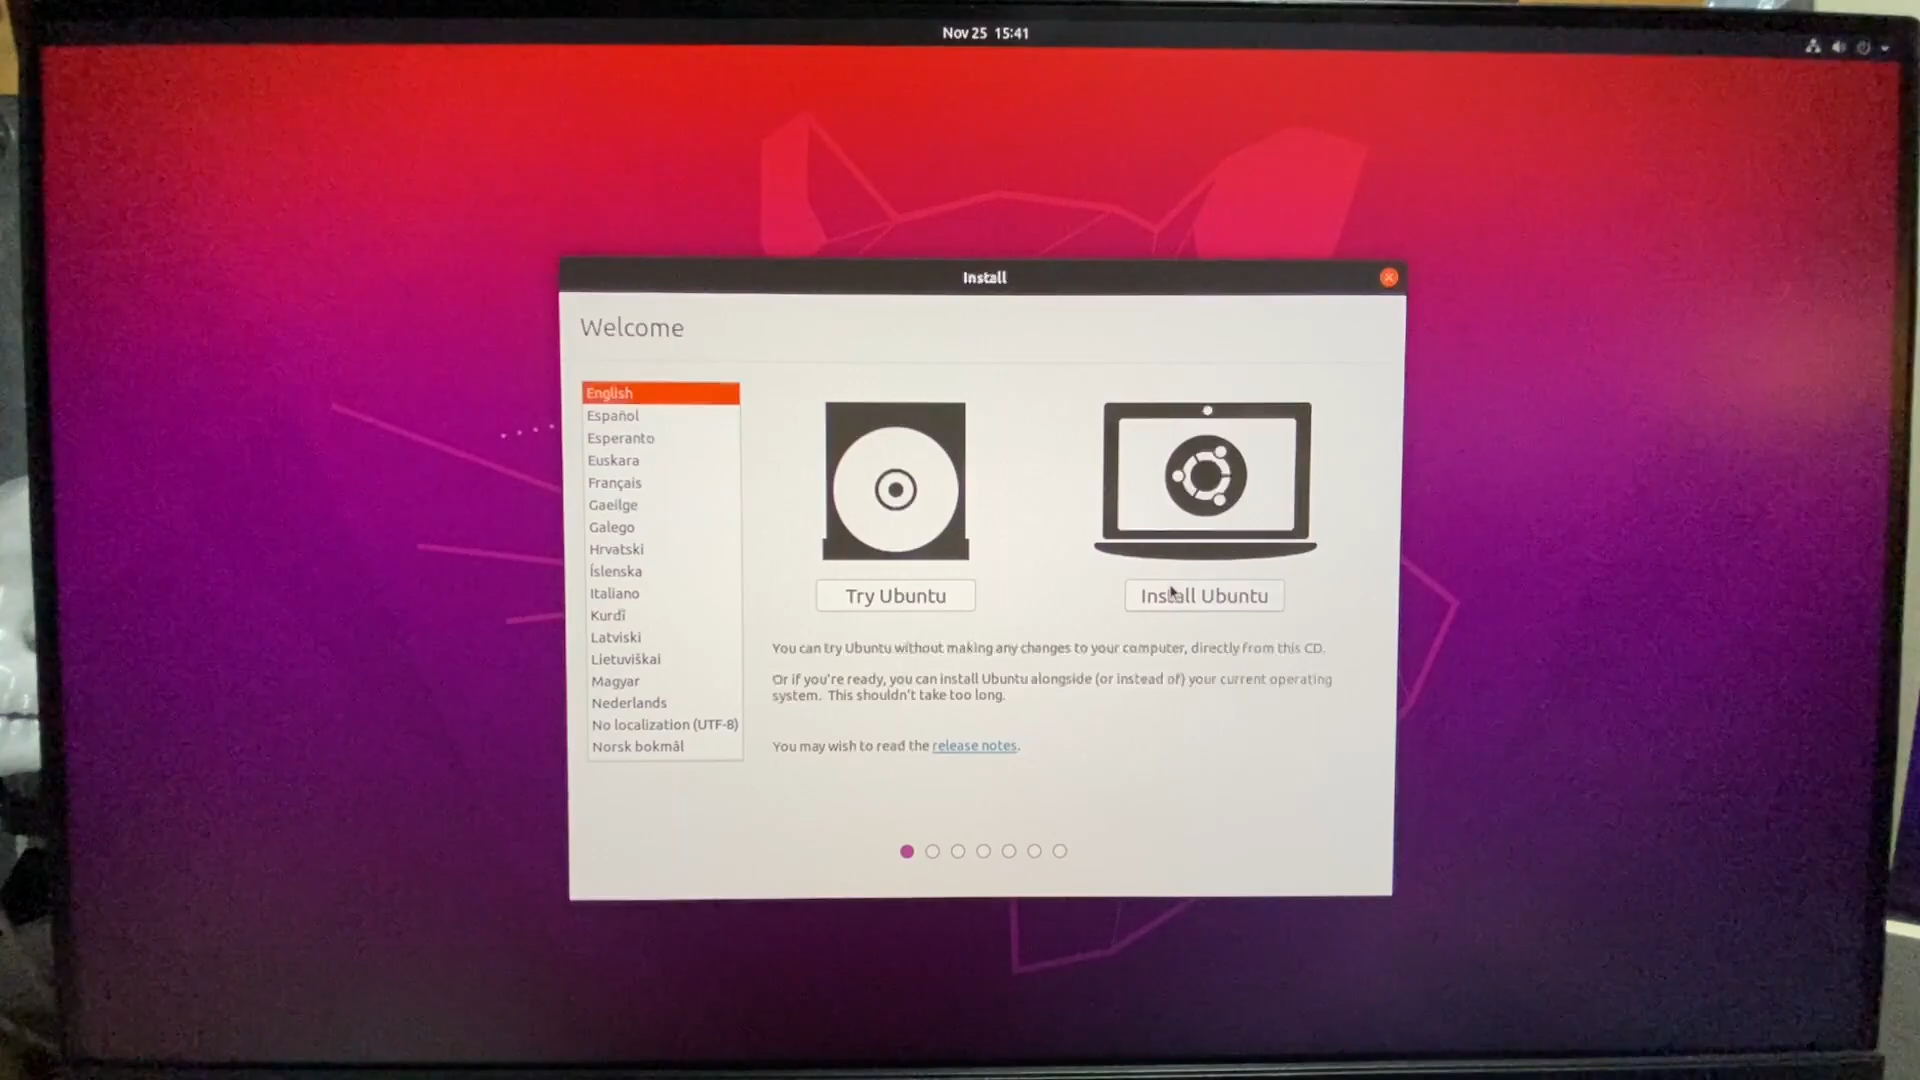 Nov 25 15:41
Install
Welcome
English
Español
Esperanto
Euskara
Français
Gaeilge
Galego
Hrvatski
Íslenska
Italiano
Kurdî
Latviski
Lietuviškai
Magyar
Nederlands
No localization (UTF-8)
Norsk bokmål
Try Ubuntu
Install Ubuntu
You can try Ubuntu without making any changes to your computer, directly from this CD.
Or if you're ready, you can install Ubuntu alongside (or instead of) your current operating
system. This shouldn't take too long.
You may wish to read the release notes.